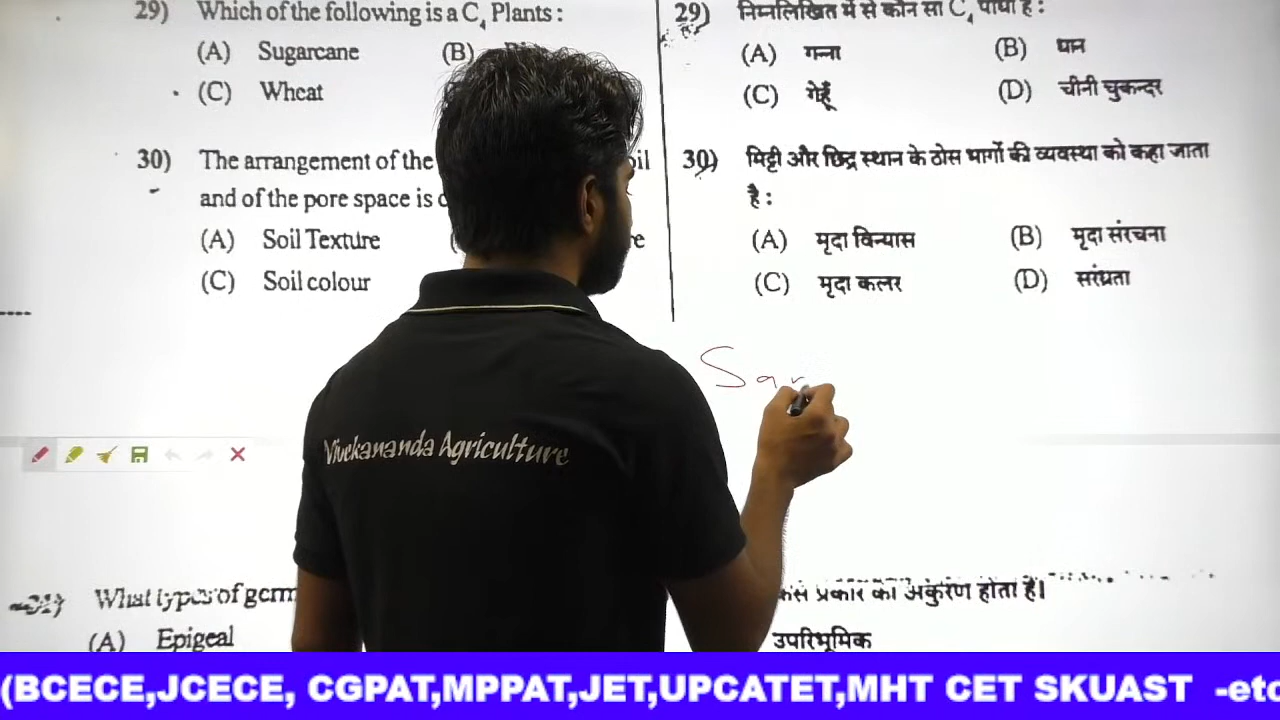 29) Which of the following is a C4 Plants :
(A) Sugarcane (B)
(C) Wheat
30) The arrangement of the
and of the pore space is
(A) Soil Texture
(C) Soil colour
29) निम्नलिखित में से कौन सा C4 पौधा है :
(A) गन्ना (B) धान
(C) गेहूँ (D) चीनी चुकन्दर
30) मिट्टी और छिद्र स्थान के ठोस भागों की व्यवस्था को कहा जाता
है :
(A) मृदा विन्यास (B) मृदा संरचना
(C) मृदा कलर (D) सरंध्रता
Sa
Vivekananda Agriculture
31) What types of germ
(A) Epigeal
प्रकार का अंकुरण होता है।
उपरिभूमिक
(BCECE,JCECE, CGPAT,MPPAT,JET,UPCATET,MHT CET SKUAST -etc